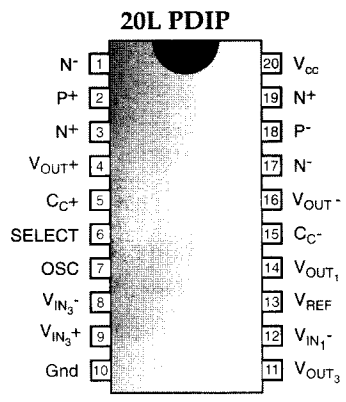 20L PDIP
N- 1 20 Vcc
P+ 2 19 N+
N+ 3 18 P-
VOUT+ 4 17 N-
CC+ 5 16 VOUT-
SELECT 6 15 CC-
OSC 7 14 VOUT1
VIN3- 8 13 VREF
VIN3+ 9 12 VIN1-
Gnd 10 11 VOUT3